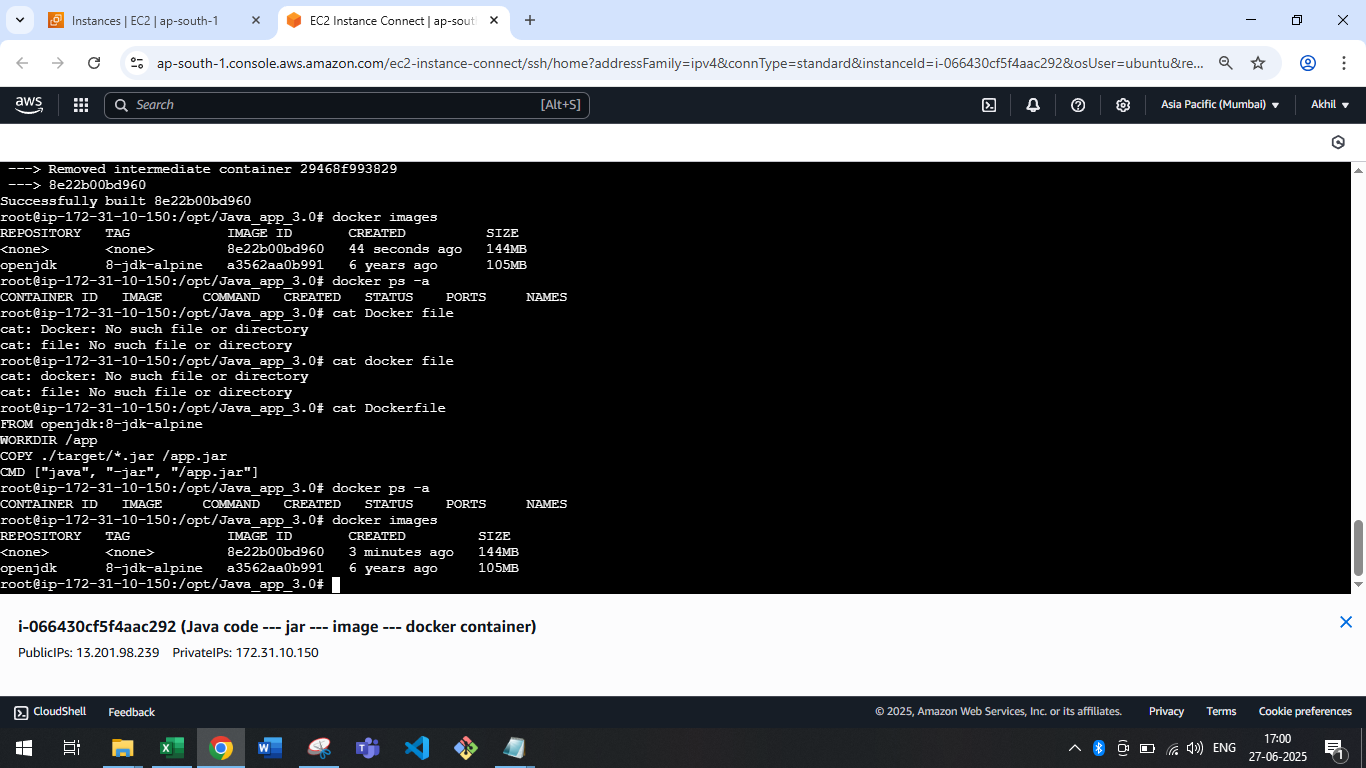 Instances | EC2 | ap-south-1
EC2 Instance Connect | ap-sou
ap-south-1.console.aws.amazon.com/ec2-instance-connect/ssh/home?addressFamily=ipv4&connType=standard&instanceId=i-066430cf5f4aac292&osUser=ubuntu&re...
aws
Search
[Alt+S]
Asia Pacific (Mumbai)
Akhil
---> Removed intermediate container 29468f993829
---> 8e22b00bd960
Successfully built 8e22b00bd960
root@ip-172-31-10-150:/opt/Java_app_3.0# docker images
REPOSITORY   TAG            IMAGE ID       CREATED          SIZE
<none>       <none>         8e22b00bd960   44 seconds ago   144MB
openjdk      8-jdk-alpine   a3562aa0b991   6 years ago      105MB
root@ip-172-31-10-150:/opt/Java_app_3.0# docker ps -a
CONTAINER ID   IMAGE     COMMAND   CREATED   STATUS    PORTS     NAMES
root@ip-172-31-10-150:/opt/Java_app_3.0# cat Docker file
cat: Docker: No such file or directory
cat: file: No such file or directory
root@ip-172-31-10-150:/opt/Java_app_3.0# cat docker file
cat: docker: No such file or directory
cat: file: No such file or directory
root@ip-172-31-10-150:/opt/Java_app_3.0# cat Dockerfile
FROM openjdk:8-jdk-alpine
WORKDIR /app
COPY ./target/*.jar /app.jar
CMD ["java", "-jar", "/app.jar"]
root@ip-172-31-10-150:/opt/Java_app_3.0# docker ps -a
CONTAINER ID   IMAGE     COMMAND   CREATED   STATUS    PORTS     NAMES
root@ip-172-31-10-150:/opt/Java_app_3.0# docker images
REPOSITORY   TAG            IMAGE ID       CREATED         SIZE
<none>       <none>         8e22b00bd960   3 minutes ago   144MB
openjdk      8-jdk-alpine   a3562aa0b991   6 years ago     105MB
root@ip-172-31-10-150:/opt/Java_app_3.0#
i-066430cf5f4aac292 (Java code --- jar --- image --- docker container)
PublicIPs: 13.201.98.239 PrivateIPs: 172.31.10.150
CloudShell Feedback © 2025, Amazon Web Services, Inc. or its affiliates. Privacy Terms Cookie preferences
ENG
17:00
27-06-2025
1